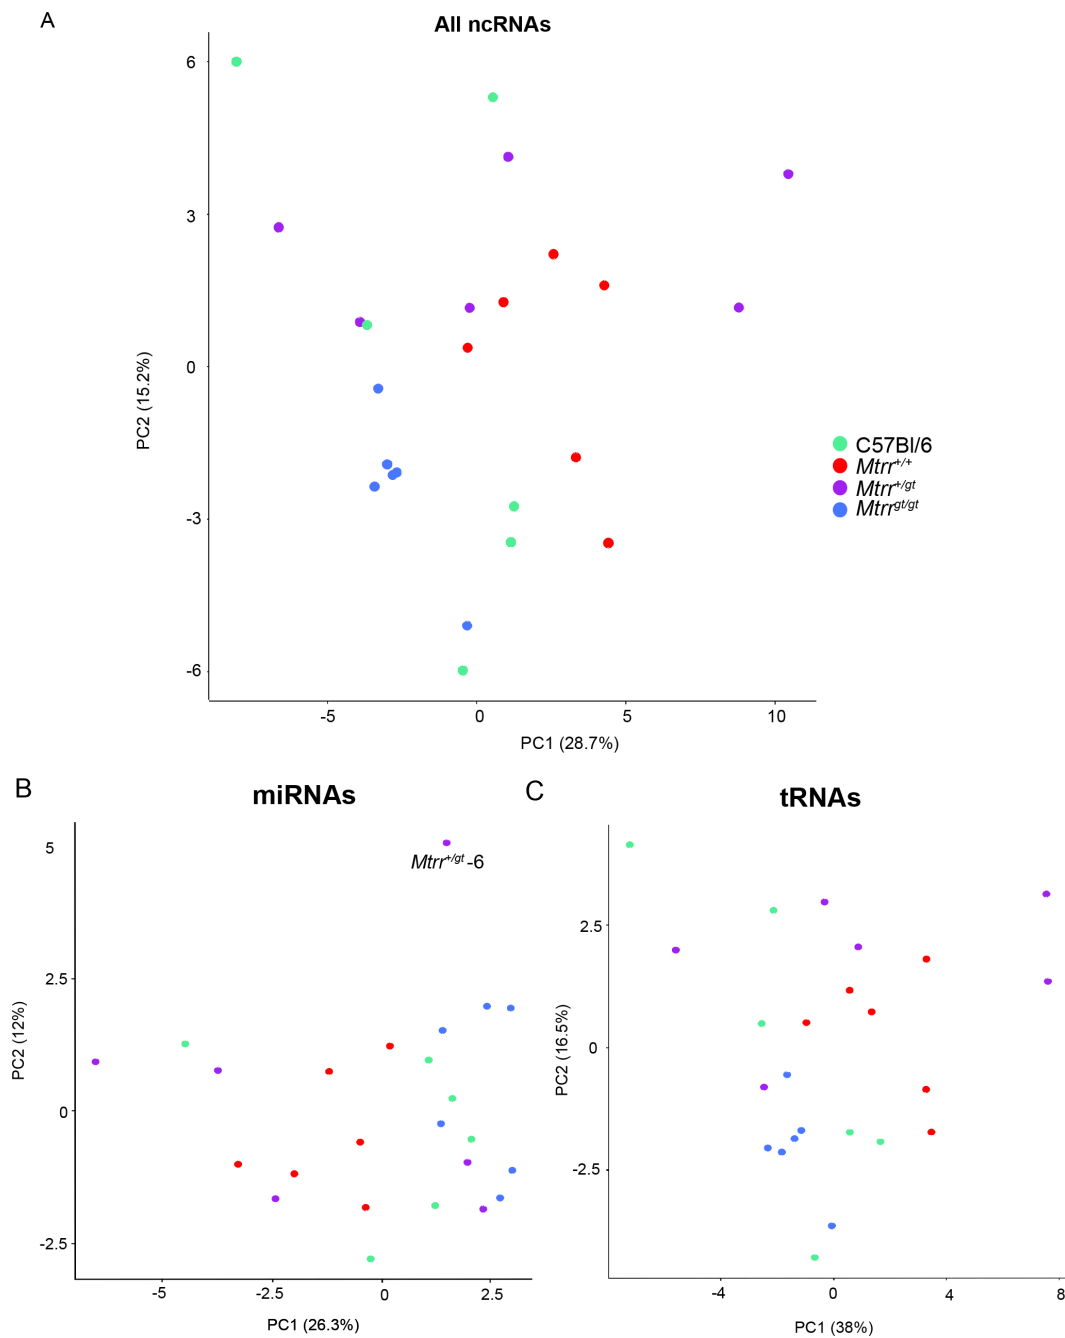 A
All ncRNAs
6
3
0
-3
-6
PC2 (15.2%)
-5
0
5
10
PC1 (28.7%)
C57Bl/6
Mtrr+/+
Mtrr+/gt
Mtrrgt/gt
B
miRNAs
5
2.5
0
-2.5
PC2 (12%)
Mtrr+/gt-6
-5
-2.5
0
2.5
PC1 (26.3%)
C
tRNAs
2.5
0
-2.5
PC2 (16.5%)
-4
0
4
8
PC1 (38%)